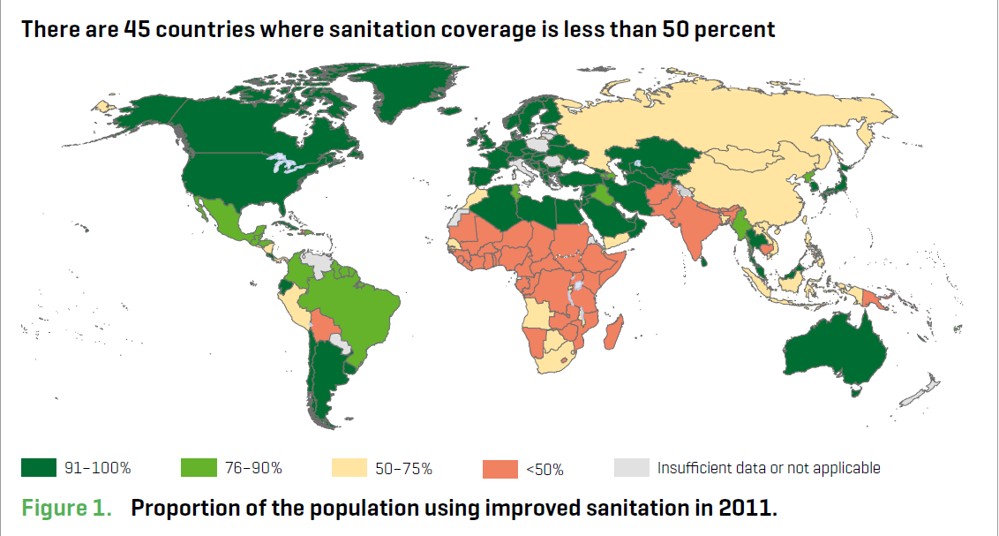 There are 45 countries where sanitation coverage is less than 50 percent
91–100%
76–90%
50–75%
<50%
Insufficient data or not applicable
Figure 1. Proportion of the population using improved sanitation in 2011.